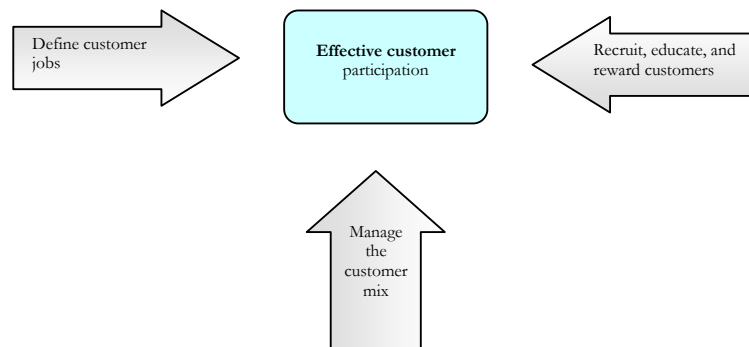 Define customer
jobs
Effective customer
participation
Recruit, educate, and
reward customers
Manage
the
customer
mix